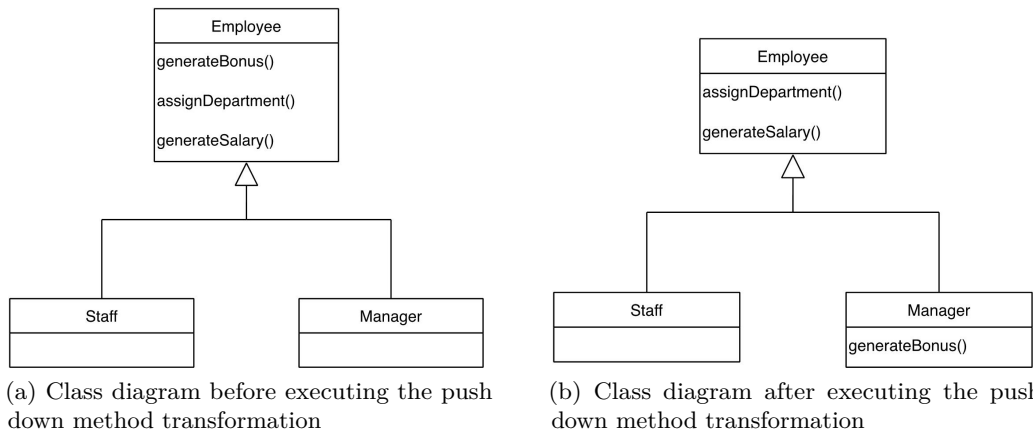 Employee
generateBonus()
assignDepartment()
generateSalary()
Staff
Manager
(a) Class diagram before executing the push
down method transformation
Employee
assignDepartment()
generateSalary()
Staff
Manager
generateBonus()
(b) Class diagram after executing the push
down method transformation